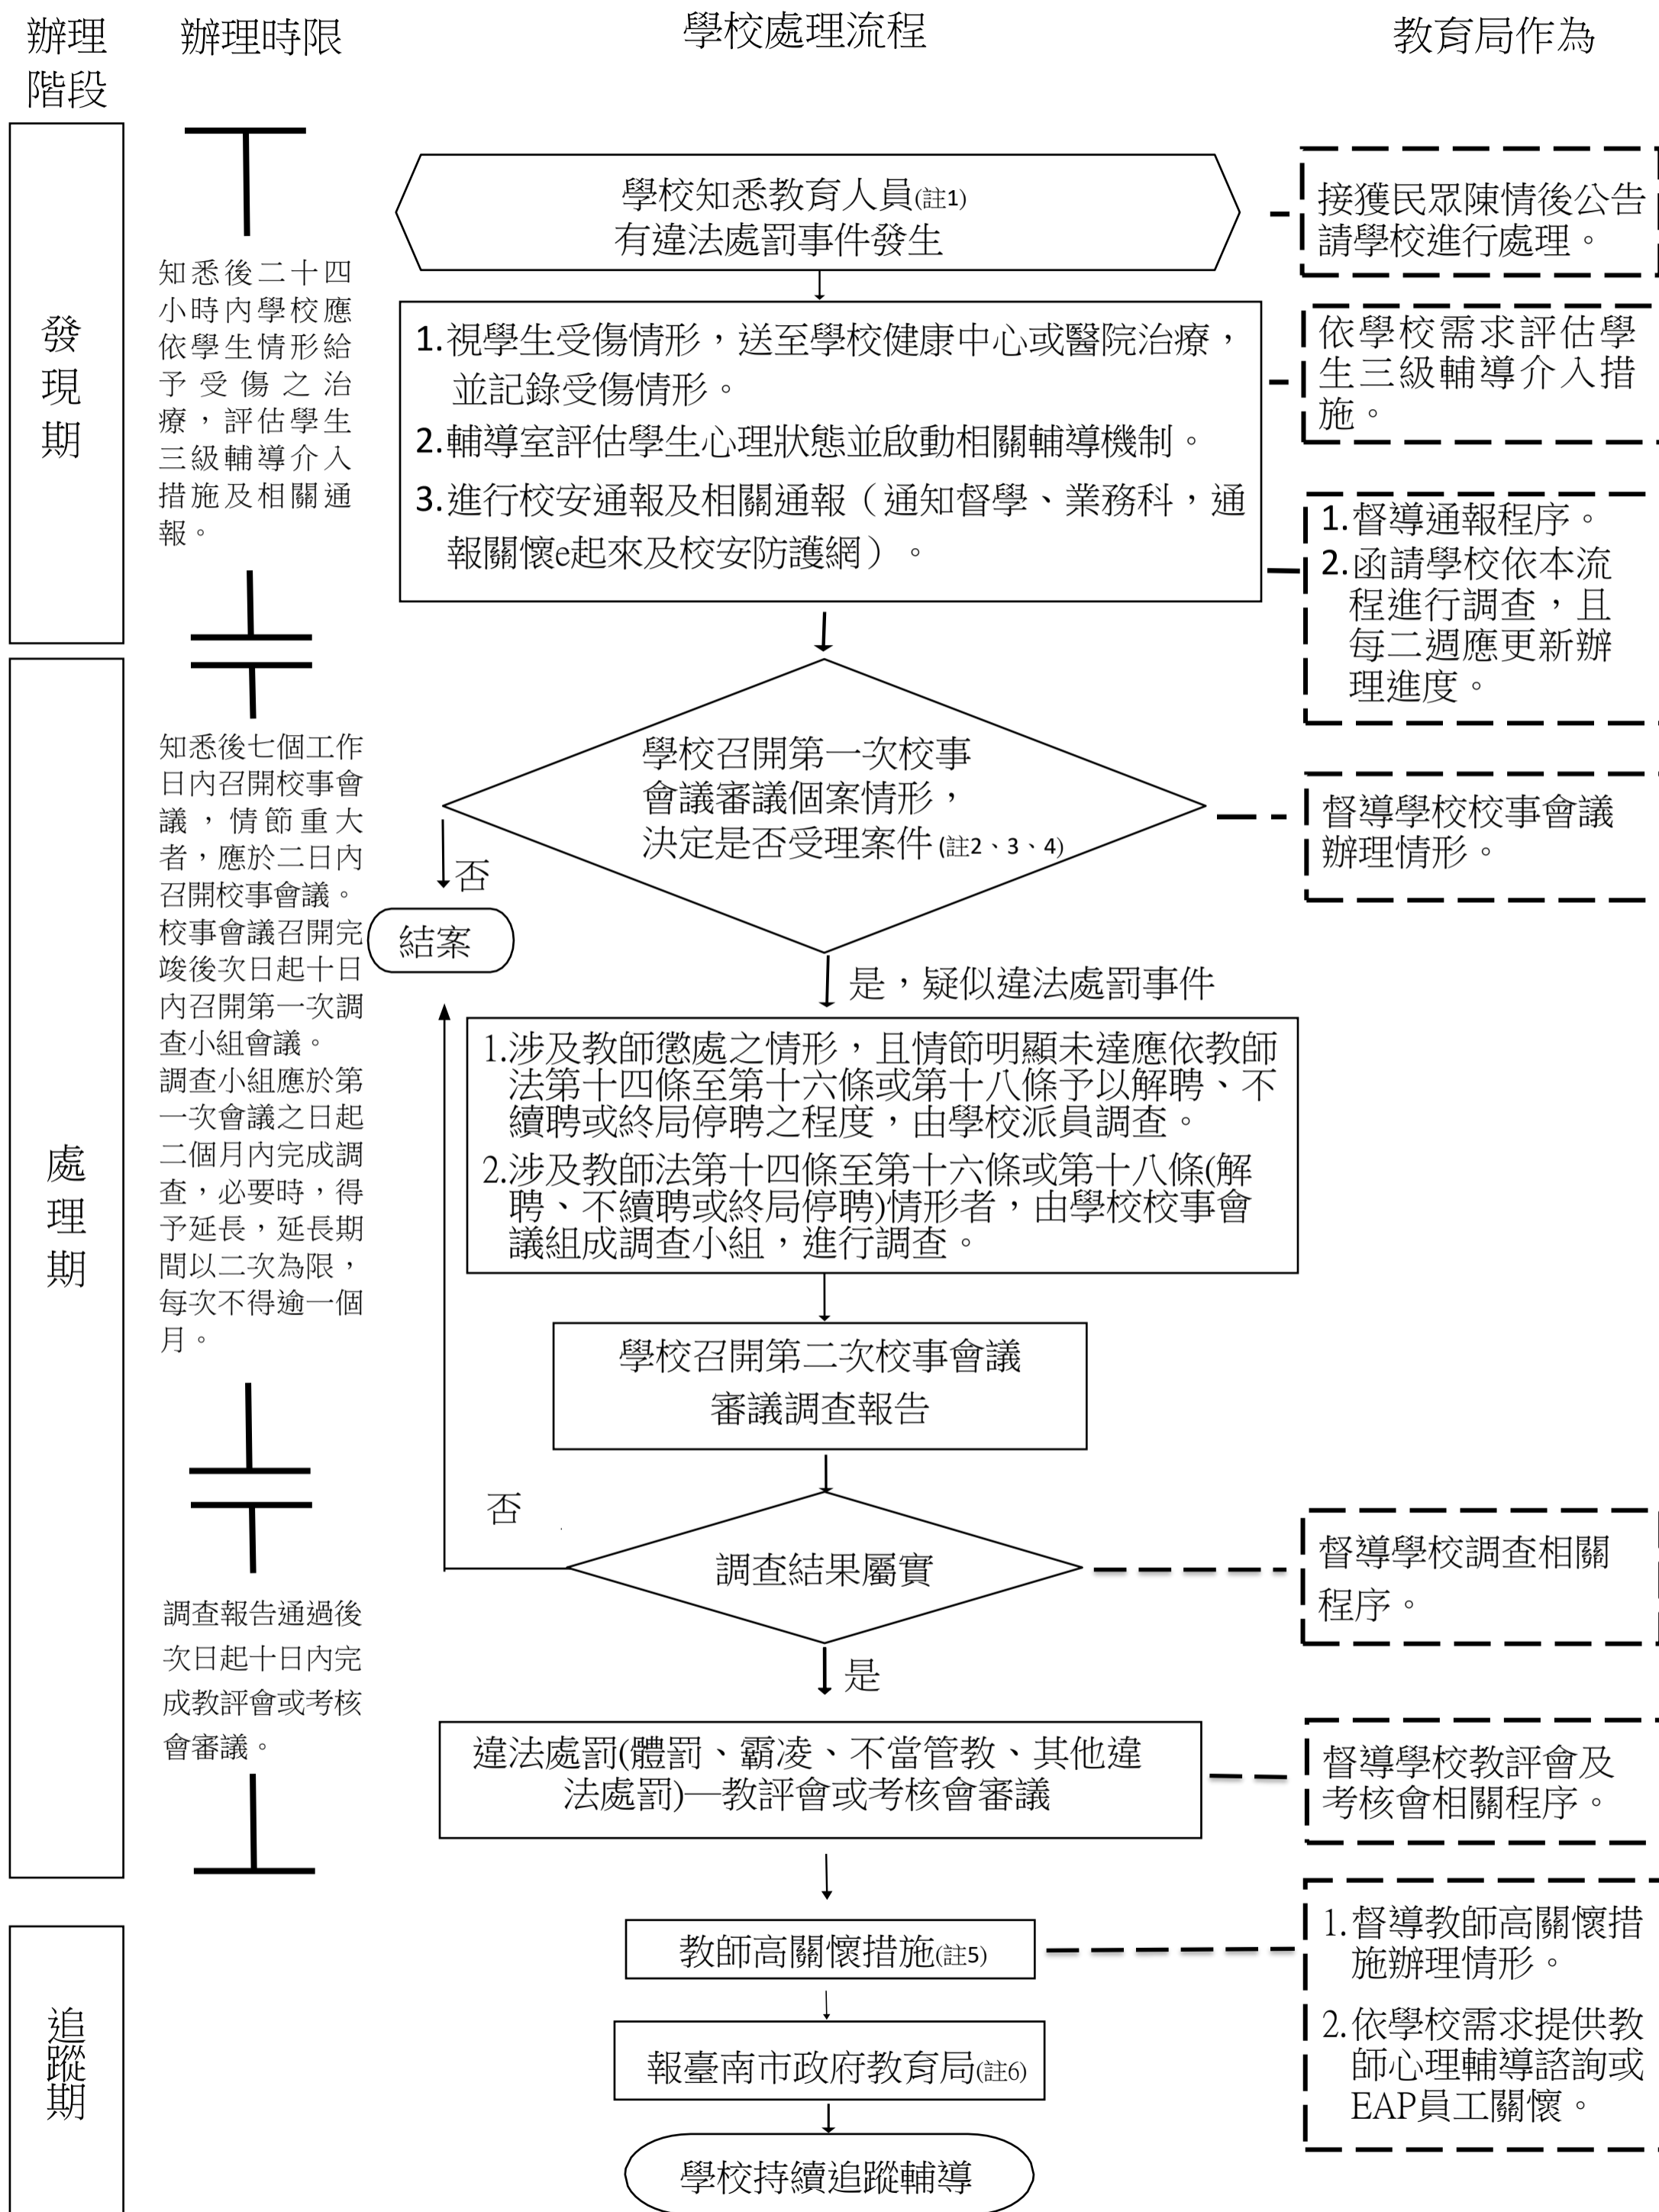 辦理
階段
辦理時限
學校處理流程
教育局作為
發
現
期
知悉後二十四
小時內學校應
依學生情形給
予受傷之治
療，評估學生
三級輔導介入
措施及相關通
報。
學校知悉教育人員(註1)
有違法處罰事件發生
接獲民眾陳情後公告
請學校進行處理。
1.視學生受傷情形，送至學校健康中心或醫院治療，
並記錄受傷情形。
2.輔導室評估學生心理狀態並啟動相關輔導機制。
3.進行校安通報及相關通報（通知督學、業務科，通
報關懷e起來及校安防護網）。
依學校需求評估學
生三級輔導介入措
施。
1.督導通報程序。
2.函請學校依本流
程進行調查，且
每二週應更新辦
理進度。
處
理
期
知悉後七個工作
日內召開校事會
議，情節重大
者，應於二日內
召開校事會議。
校事會議召開完
竣後次日起十日
內召開第一次調
查小組會議。
調查小組應於第
一次會議之日起
二個月內完成調
查，必要時，得
予延長，延長期
間以二次為限，
每次不得逾一個
月。
學校召開第一次校事
會議審議個案情形，
決定是否受理案件(註2、3、4)
督導學校校事會議
辦理情形。
否
結案
是，疑似違法處罰事件
1.涉及教師懲處之情形，且情節明顯未達應依教師
法第十四條至第十六條或第十八條予以解聘、不
續聘或終局停聘之程度，由學校派員調查。
2.涉及教師法第十四條至第十六條或第十八條(解
聘、不續聘或終局停聘)情形者，由學校校事會
議組成調查小組，進行調查。
學校召開第二次校事會議
審議調查報告
否
調查結果屬實
督導學校調查相關
程序。
是
調查報告通過後
次日起十日內完
成教評會或考核
會審議。
違法處罰(體罰、霸凌、不當管教、其他違
法處罰)—教評會或考核會審議
督導學校教評會及
考核會相關程序。
追
蹤
期
教師高關懷措施(註5)
1.督導教師高關懷措
施辦理情形。
2.依學校需求提供教
師心理輔導諮詢或
EAP員工關懷。
報臺南市政府教育局(註6)
學校持續追蹤輔導